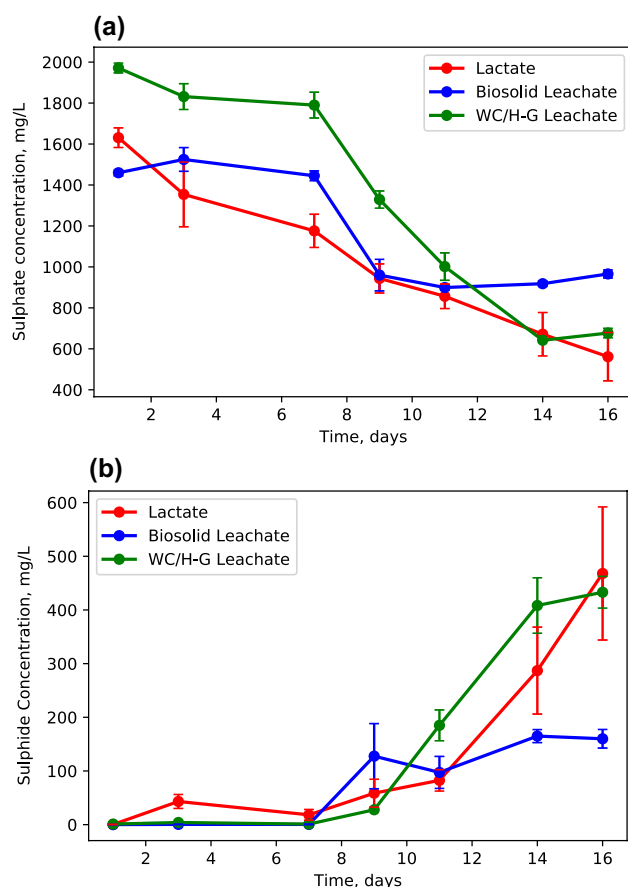 (a)
2000
1800
1600
1400
1200
1000
800
600
400
Sulphate concentration, mg/L
Lactate
Biosolid Leachate
WC/H-G Leachate
2 4 6 8 10 12 14 16
Time, days
(b)
600
500
400
300
200
100
0
Sulphide Concentration, mg/L
Lactate
Biosolid Leachate
WC/H-G Leachate
2 4 6 8 10 12 14 16
Time, days